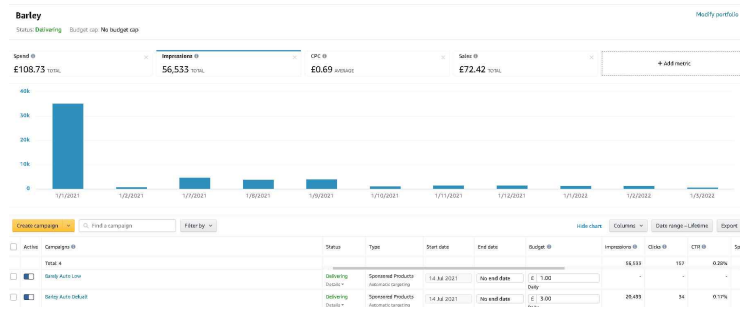 Barley
Modify portfolio
Status: Delivering Budget cap: No budget cap
Spend Impressions CPC Sales
£108.73 TOTAL 56,533 TOTAL £0.69 AVERAGE £72.42 TOTAL + Add metric
40k
30k
20k
10k
0
1/1/2021 1/2/2021 1/7/2021 1/8/2021 1/9/2021 1/10/2021 1/11/2021 1/12/2021 1/1/2022 1/2/2022 1/3/2022
Create campaign Find a campaign Filter by Hide chart Columns Date range - Lifetime Export
Active Campaigns Status Type Start date End date Budget Impressions Clicks CTR Sp
Total: 4 56,533 157 0.28%
Barely Auto Low Delivering Sponsored Products 14 Jul 2021 No end date £ 1.00 - - -
Details Automatic targeting Daily
Barley Auto Default Delivering Sponsored Products 14 Jul 2021 No end date £ 3.00 20,493 34 0.17%
Details Automatic targeting Daily